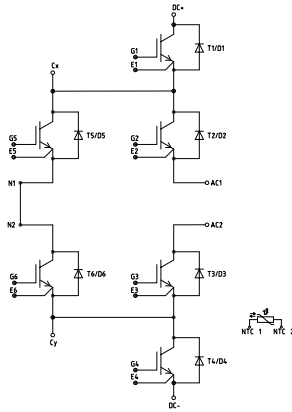 DC+
G1
T1/D1
E1
Cx
G5
T5/D5
E5
G2
T2/D2
E2
N1
AC1
N2
AC2
G6
T6/D6
E6
G3
T3/D3
E3
ϑ
NTC 1
NTC 2
Cy
G4
T4/D4
E4
DC-